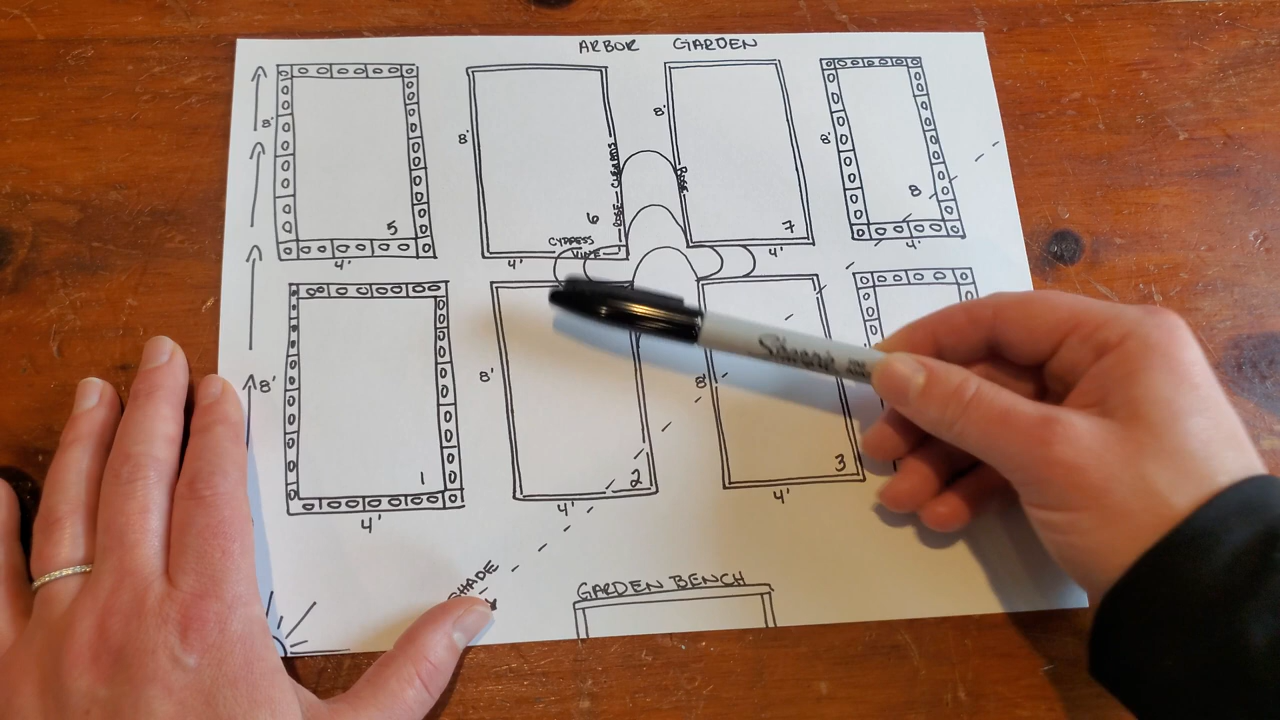 ARBOR GARDEN
8'
8'
8'
8'
CLEMATIS
ROSE
ROSE
5
6
7
8
CYPRESS
VINE
4'
4'
4'
4'
8'
8'
8'
Sharpie
1
2
3
4'
4'
4'
SHADE
GARDEN BENCH